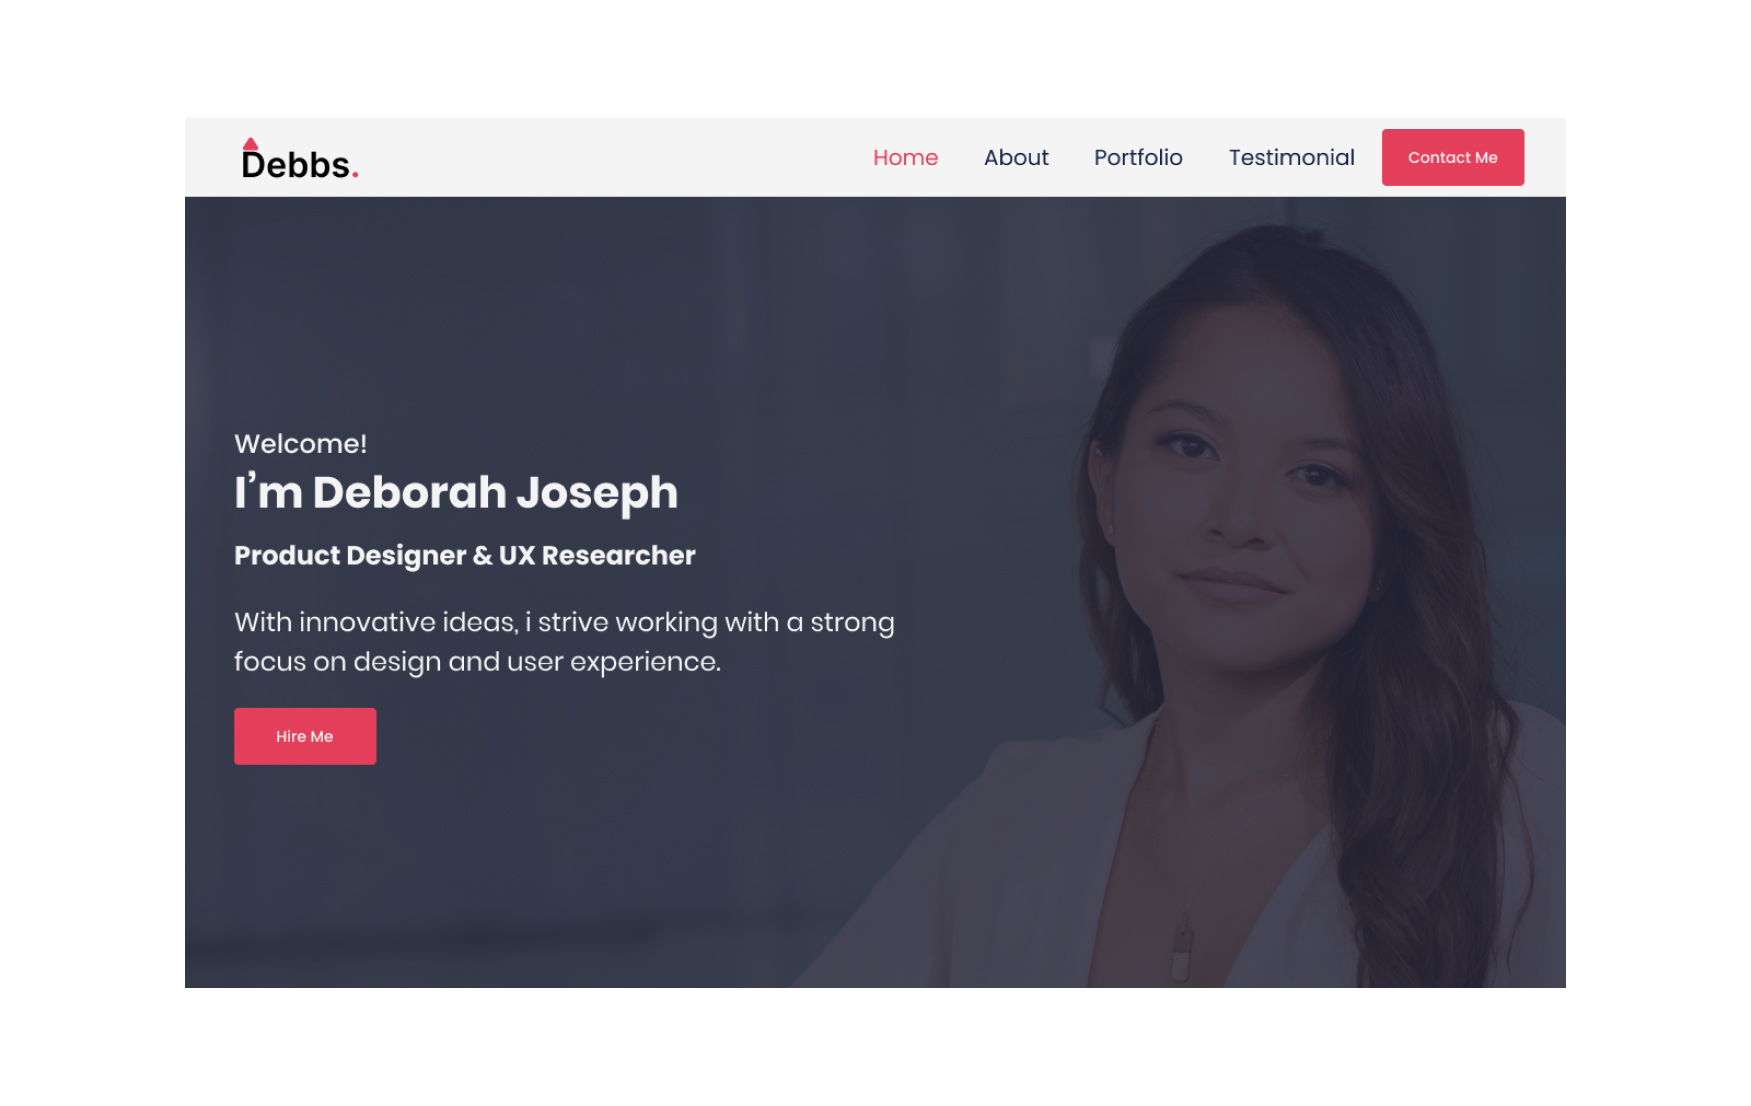 Debbs.
Home About Portfolio Testimonial Contact Me
Welcome!
I’m Deborah Joseph
Product Designer & UX Researcher
With innovative ideas, i strive working with a strong
focus on design and user experience.
Hire Me